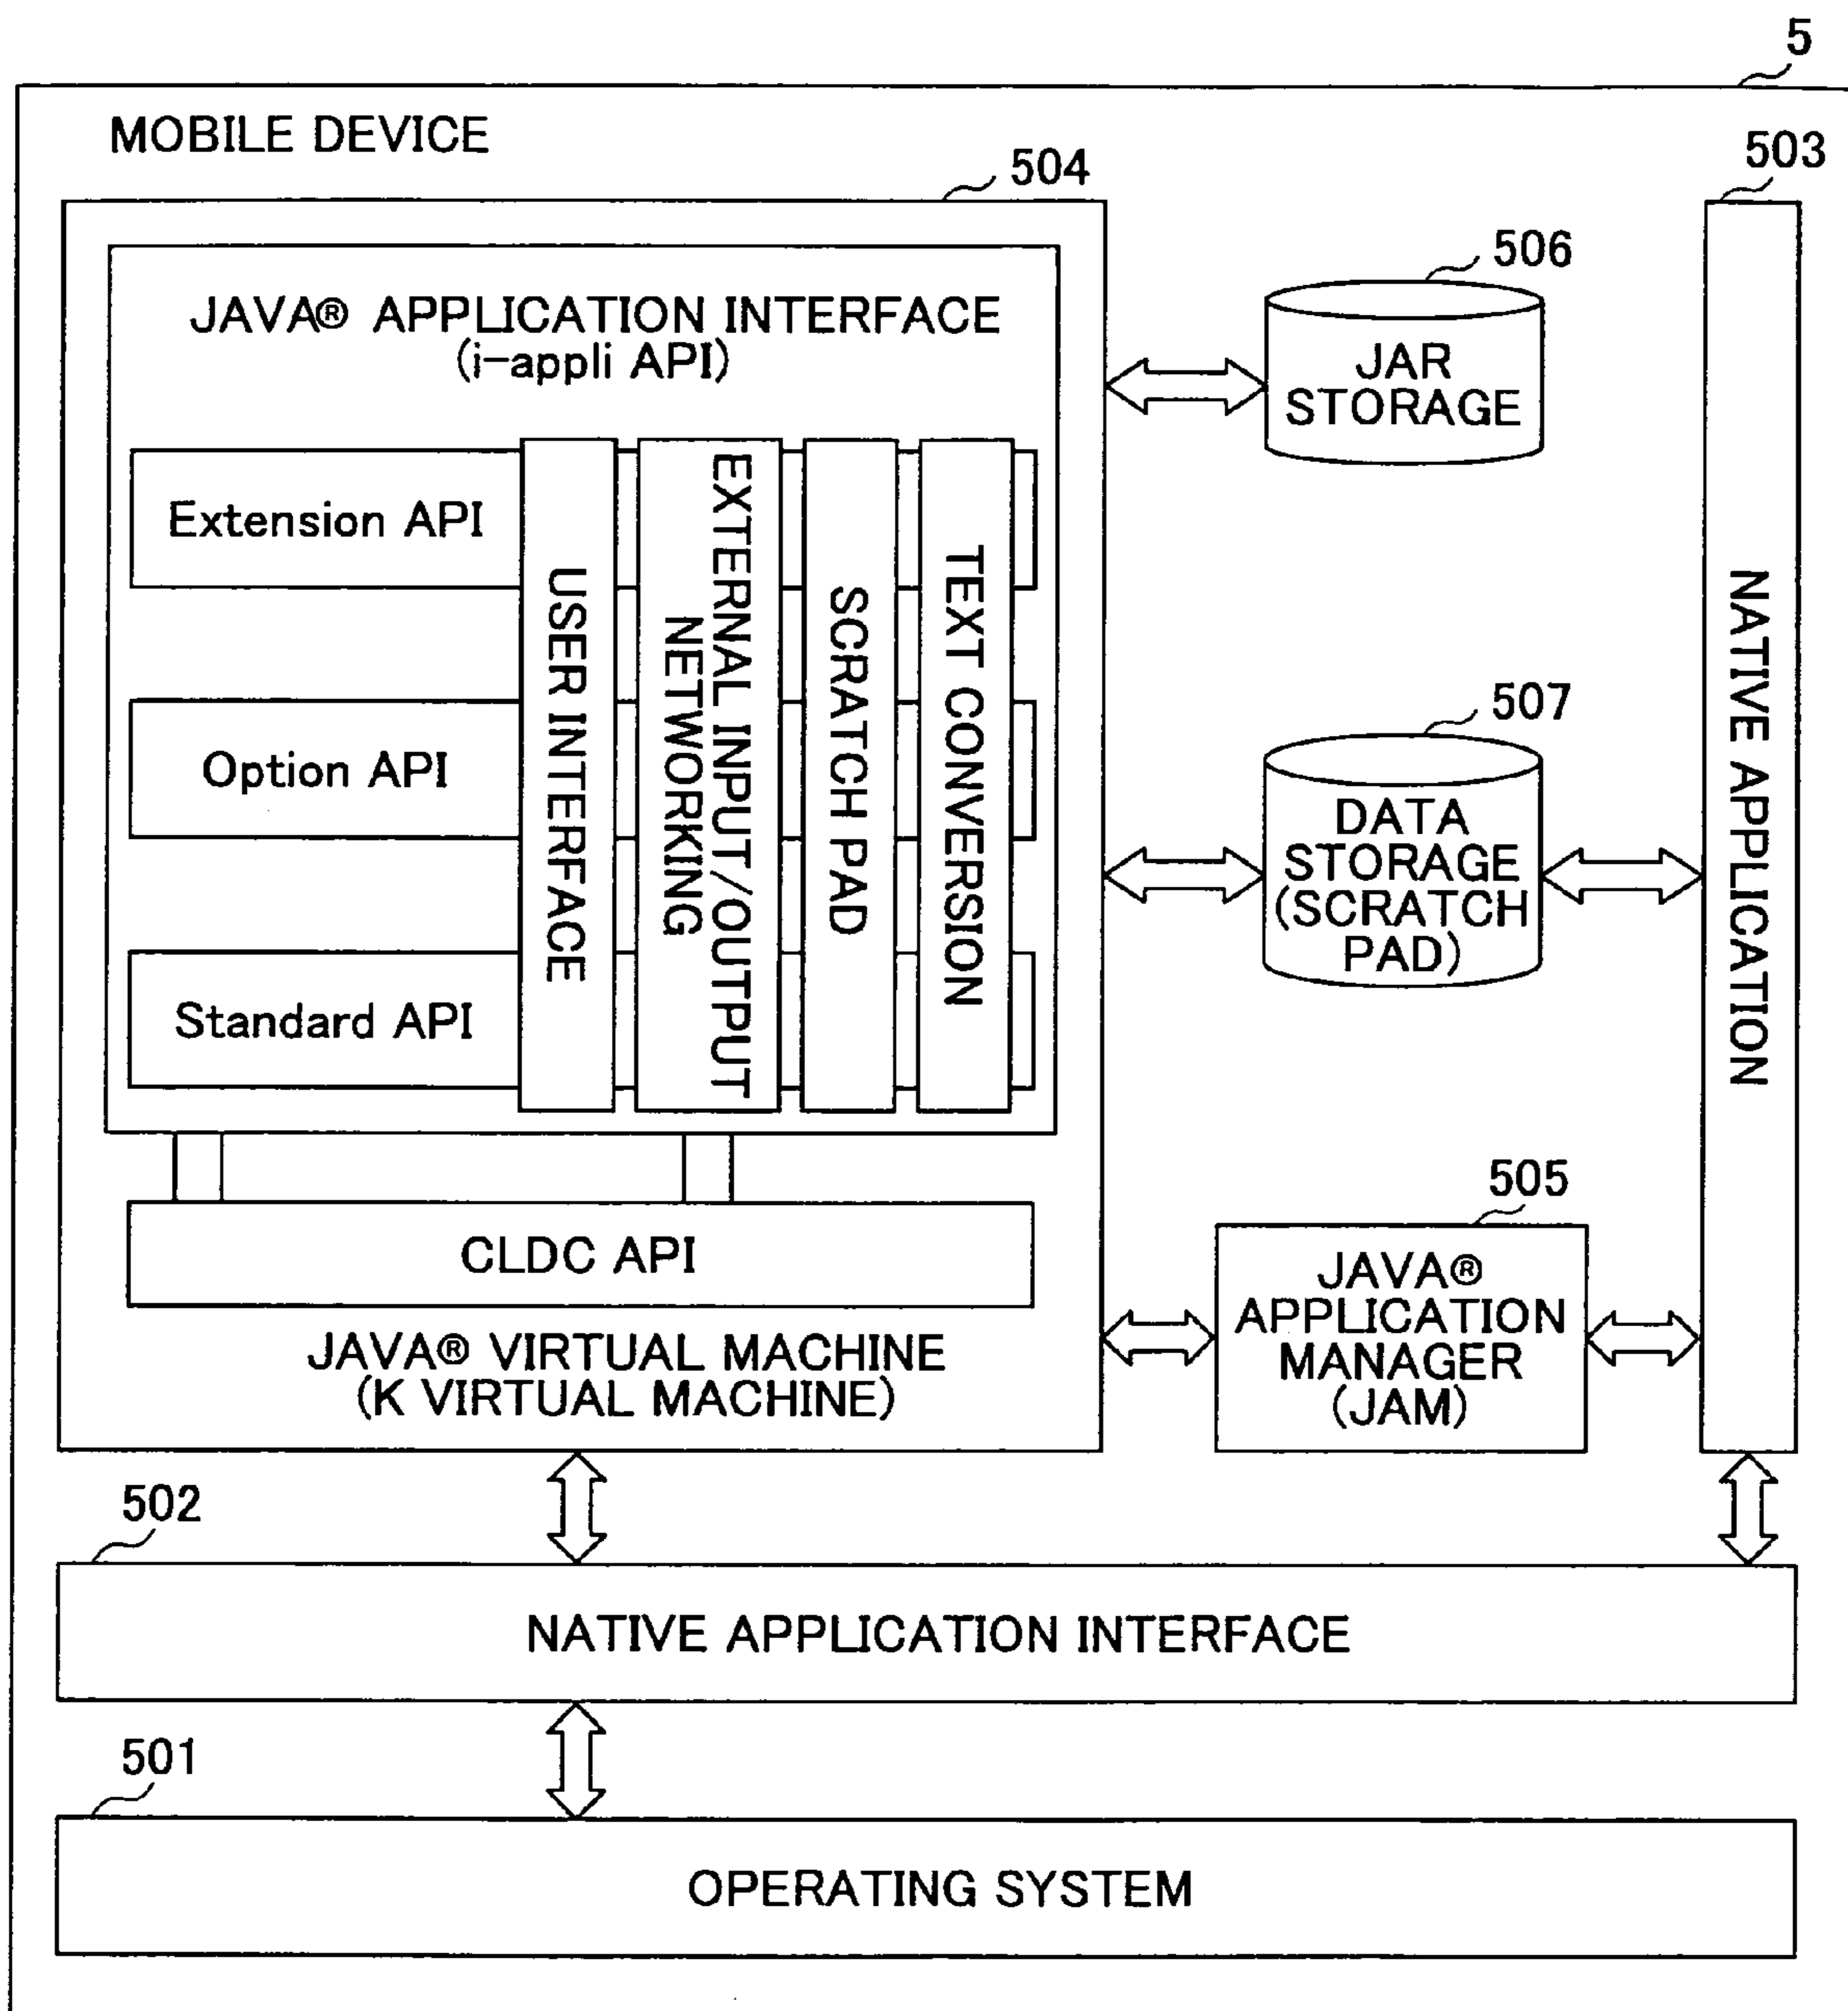 5
MOBILE DEVICE
504
503
JAVA® APPLICATION INTERFACE
(i-appli API)
506
JAR
STORAGE
Extension API
Option API
Standard API
USER INTERFACE
EXTERNAL INPUT/OUTPUT
NETWORKING
SCRATCH PAD
TEXT CONVERSION
507
DATA
STORAGE
(SCRATCH
PAD)
NATIVE APPLICATION
CLDC API
JAVA® VIRTUAL MACHINE
(K VIRTUAL MACHINE)
505
JAVA®
APPLICATION
MANAGER
(JAM)
502
NATIVE APPLICATION INTERFACE
501
OPERATING SYSTEM